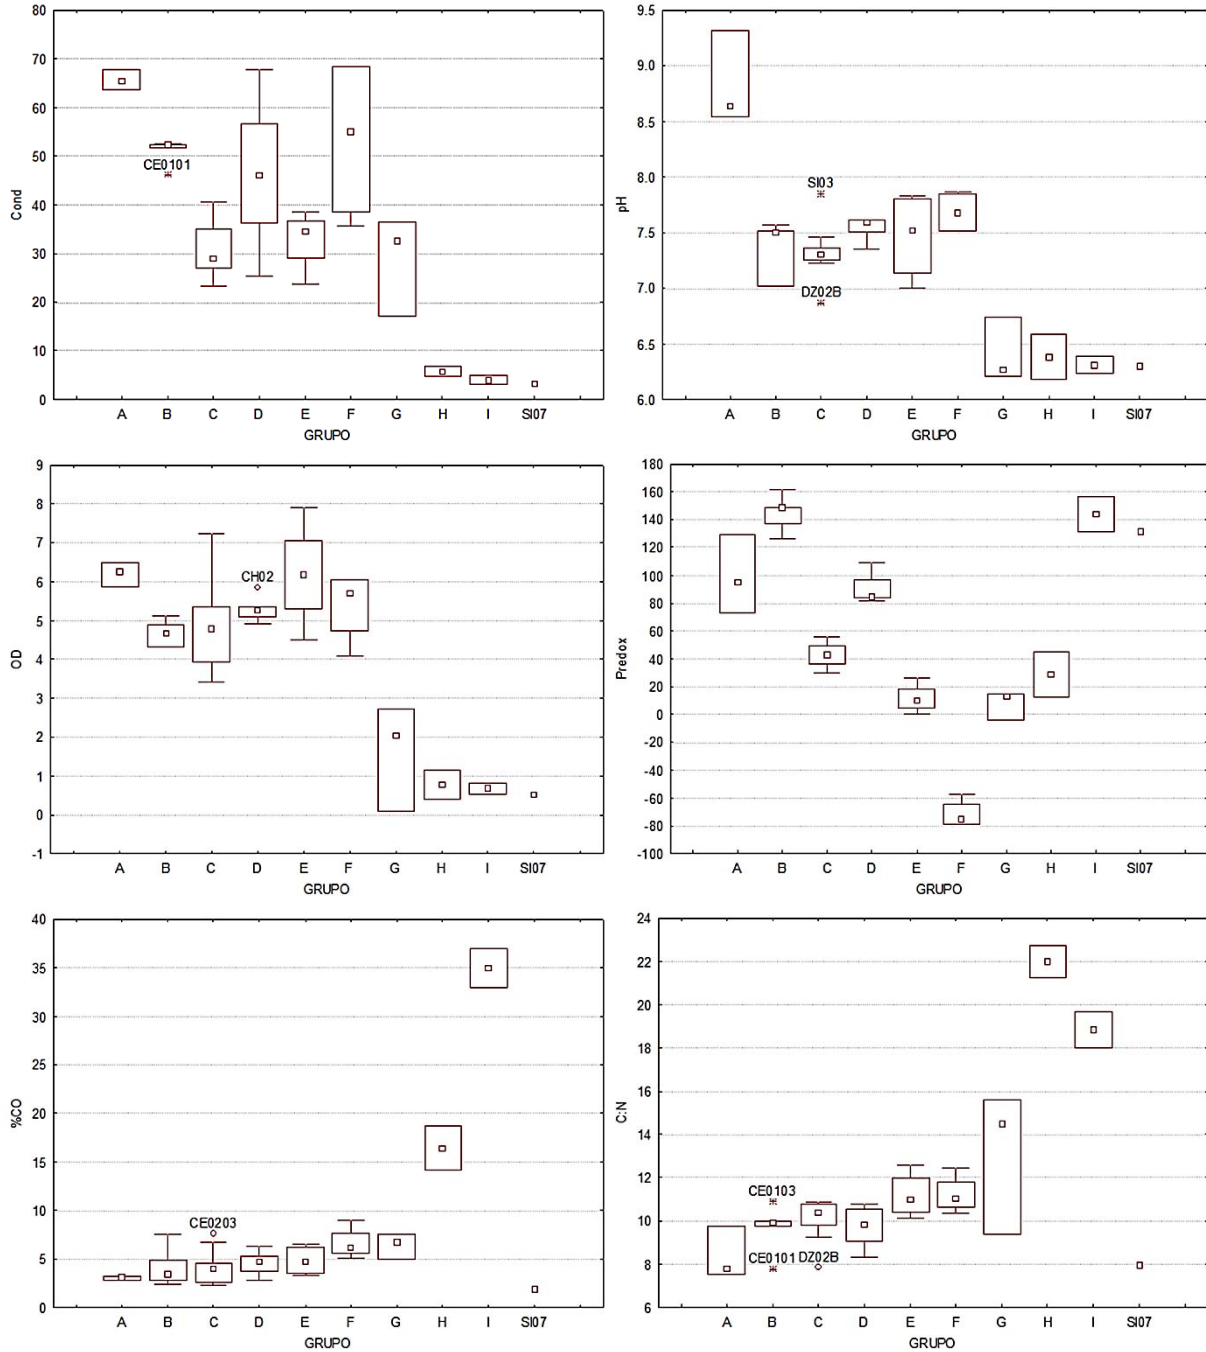 80
70
60
50
40
30
20
10
0
Cond
CE0101
A B C D E F G H I SI07
GRUPO
9.5
9.0
8.5
8.0
7.5
7.0
6.5
6.0
pH
SI03
DZ02B
A B C D E F G H I SI07
GRUPO
9
8
7
6
5
4
3
2
1
0
-1
OD
CH02
A B C D E F G H I SI07
GRUPO
180
160
140
120
100
80
60
40
20
0
-20
-40
-60
-80
-100
Predox
A B C D E F G H I SI07
GRUPO
40
35
30
25
20
15
10
5
0
%CO
CE0203
A B C D E F G H I SI07
GRUPO
24
22
20
18
16
14
12
10
8
6
C:N
CE0103
CE0101 DZ02B
A B C D E F G H I SI07
GRUPO